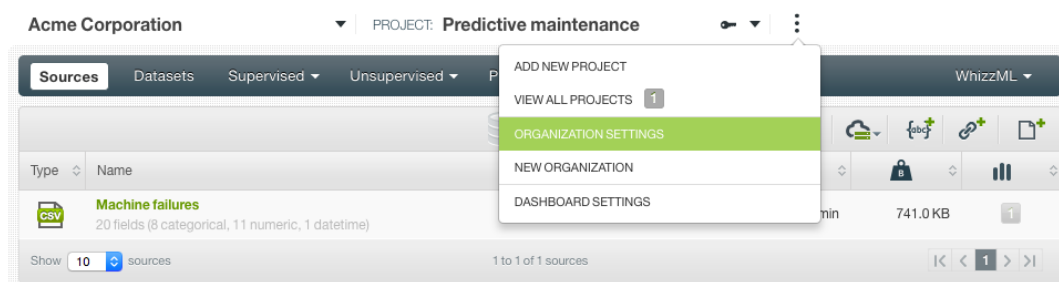 Acme Corporation PROJECT: Predictive maintenance
ADD NEW PROJECT
VIEW ALL PROJECTS 1
ORGANIZATION SETTINGS
NEW ORGANIZATION
DASHBOARD SETTINGS
Sources Datasets Supervised Unsupervised P WhizzML
{abc}
Type Name B
CSV Machine failures
20 fields (8 categorical, 11 numeric, 1 datetime) min 741.0 KB 1
Show 10 sources 1 to 1 of 1 sources 1